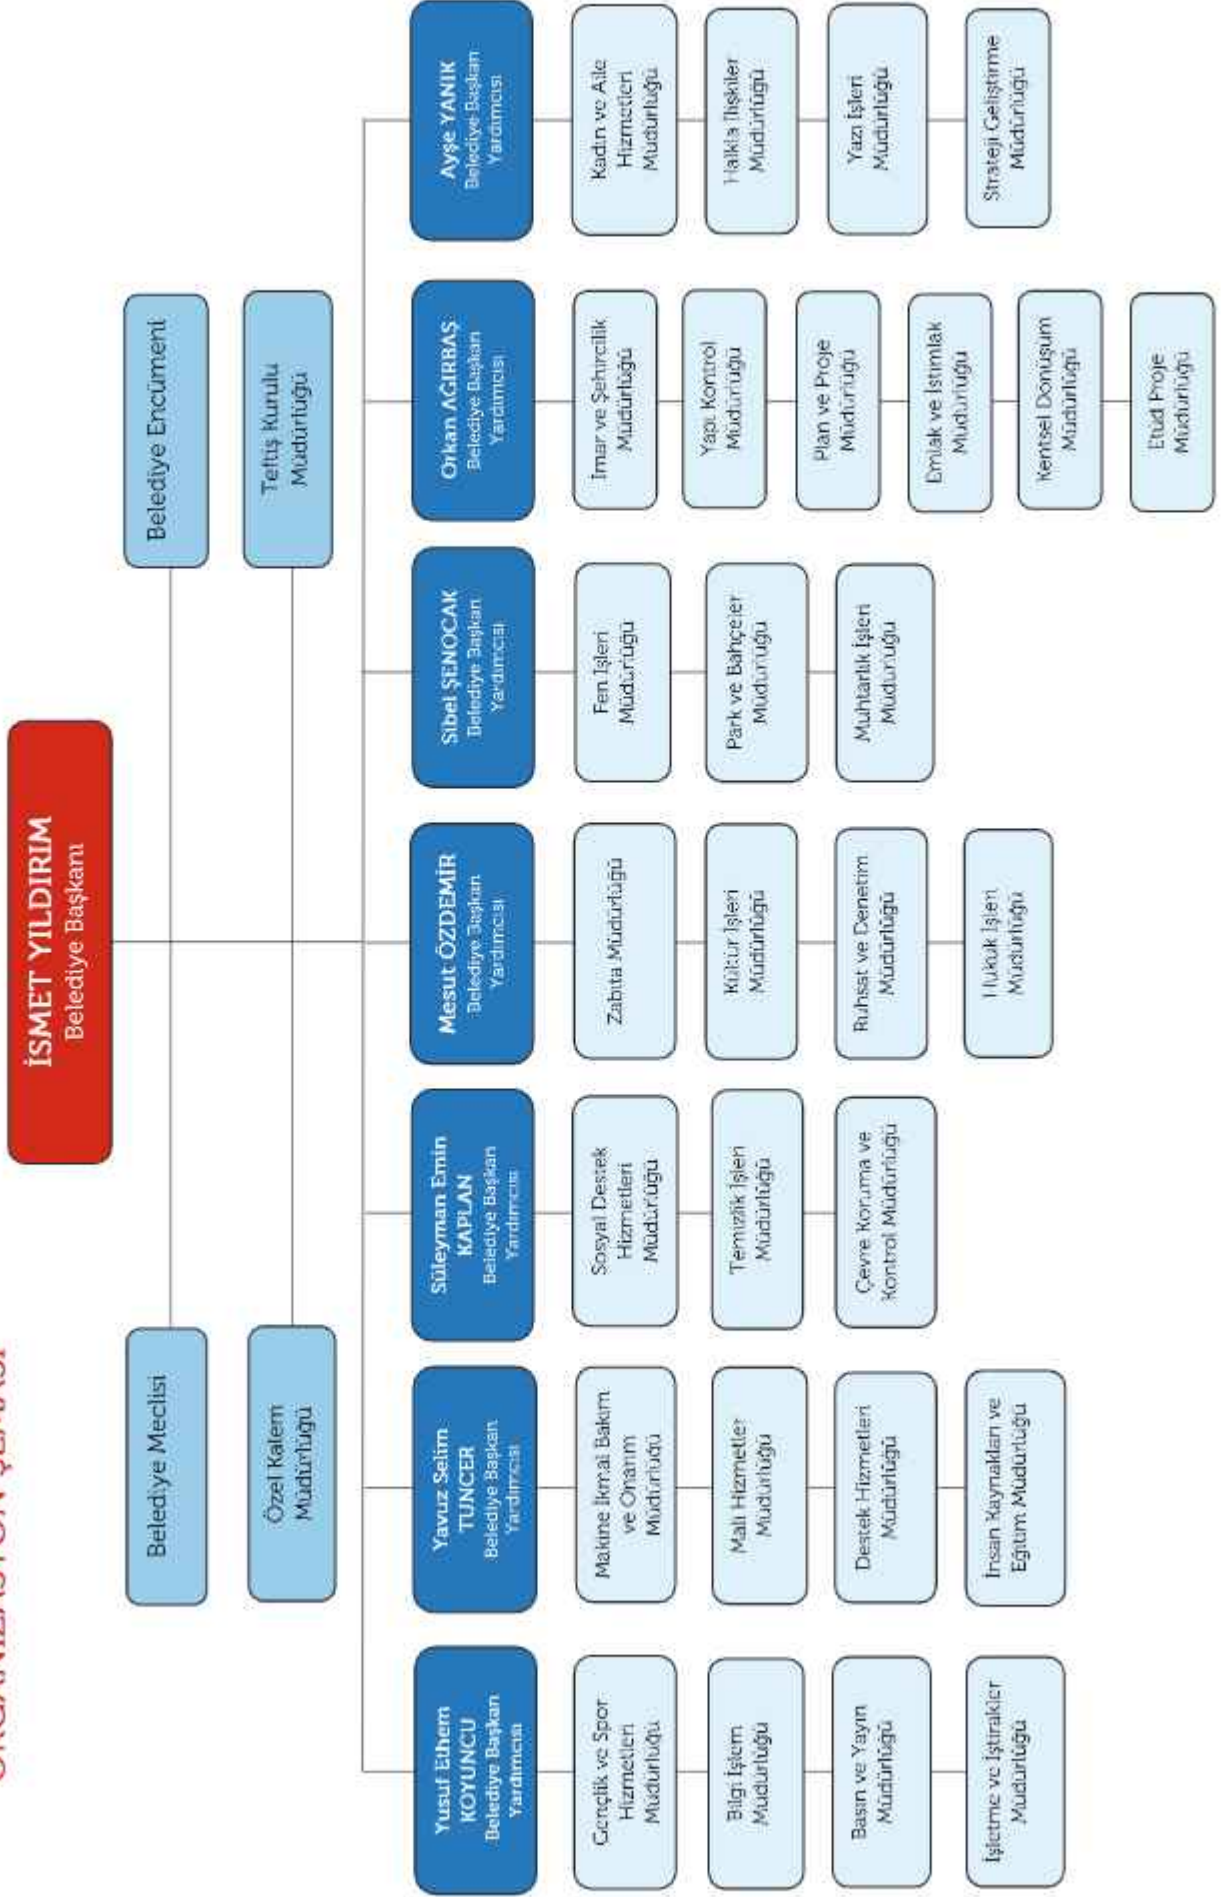 ORGANİZASYON ŞEMASI
İSMET YILDIRIM
Belediye Başkanı
Belediye Meclisi
Belediye Encümeni
Özel Kalem
Müdürlüğü
Teftiş Kurulu
Müdürlüğü
Yusuf Ethem
KOYUNCU
Belediye Başkan
Yardımcısı
Gençlik ve Spor
Hizmetleri
Müdürlüğü
Bilgi İşlem
Müdürlüğü
Basın ve Yayın
Müdürlüğü
İşletme ve İştirakler
Müdürlüğü
Yavuz Selim
TUNCER
Belediye Başkan
Yardımcısı
Makine İkmal Bakım
ve Onarım
Müdürlüğü
Mali Hizmetler
Müdürlüğü
Destek Hizmetleri
Müdürlüğü
İnsan Kaynakları ve
Eğitim Müdürlüğü
Süleyman Emin
KAPLAN
Belediye Başkan
Yardımcısı
Sosyal Destek
Hizmetleri
Müdürlüğü
Temizlik İşleri
Müdürlüğü
Çevre Koruma ve
Kontrol Müdürlüğü
Mesut ÖZDEMİR
Belediye Başkan
Yardımcısı
Zabıta Müdürlüğü
Kültür İşleri
Müdürlüğü
Ruhsat ve Denetim
Müdürlüğü
Hukuk İşleri
Müdürlüğü
Sibel ŞENOCAK
Belediye Başkan
Yardımcısı
Fen İşleri
Müdürlüğü
Park ve Bahçeler
Müdürlüğü
Muhtarlık İşleri
Müdürlüğü
Orkan AĞIRBAŞ
Belediye Başkan
Yardımcısı
İmar ve Şehircilik
Müdürlüğü
Yapı Kontrol
Müdürlüğü
Plan ve Proje
Müdürlüğü
Emlak ve İstimlak
Müdürlüğü
Kentsel Dönüşüm
Müdürlüğü
Etüd Proje
Müdürlüğü
Ayşe YANIK
Belediye Başkan
Yardımcısı
Kadın ve Aile
Hizmetleri
Müdürlüğü
Halkla İlişkiler
Müdürlüğü
Yazı İşleri
Müdürlüğü
Strateji Geliştirme
Müdürlüğü